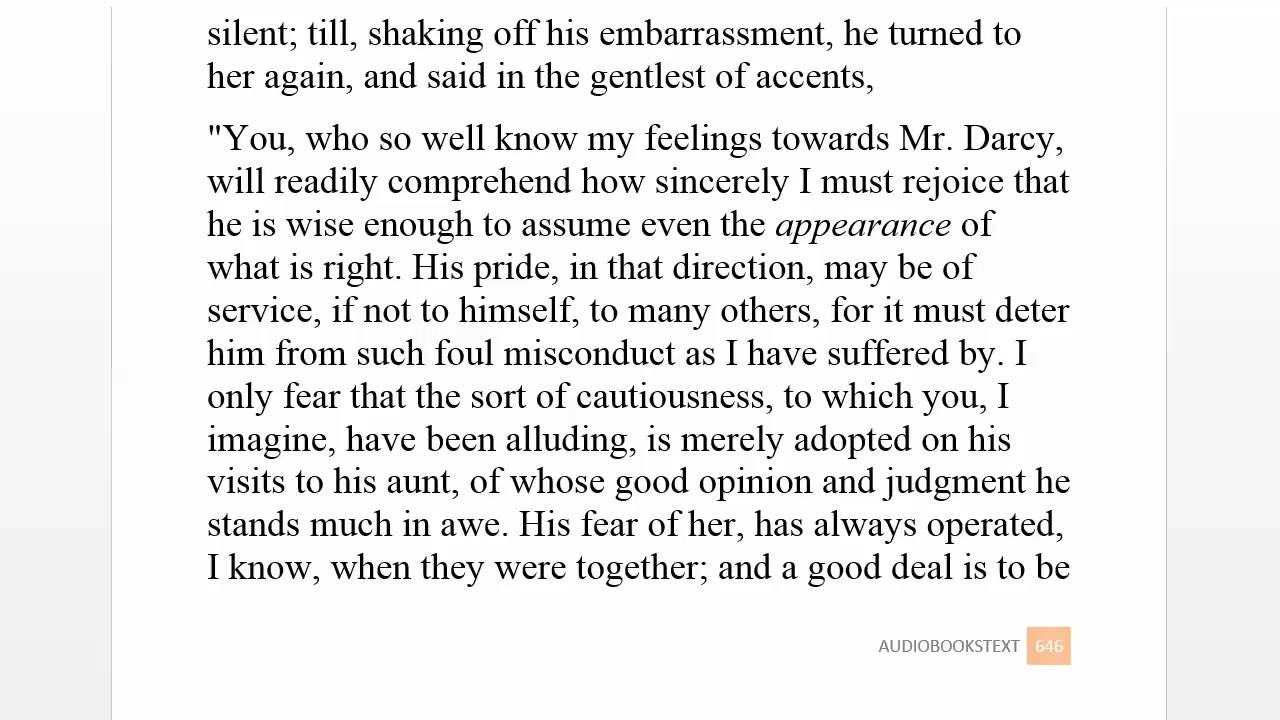 silent; till, shaking off his embarrassment, he turned to
her again, and said in the gentlest of accents,
"You, who so well know my feelings towards Mr. Darcy,
will readily comprehend how sincerely I must rejoice that
he is wise enough to assume even the appearance of
what is right. His pride, in that direction, may be of
service, if not to himself, to many others, for it must deter
him from such foul misconduct as I have suffered by. I
only fear that the sort of cautiousness, to which you, I
imagine, have been alluding, is merely adopted on his
visits to his aunt, of whose good opinion and judgment he
stands much in awe. His fear of her, has always operated,
I know, when they were together; and a good deal is to be
AUDIOBOOKSTEXT 646